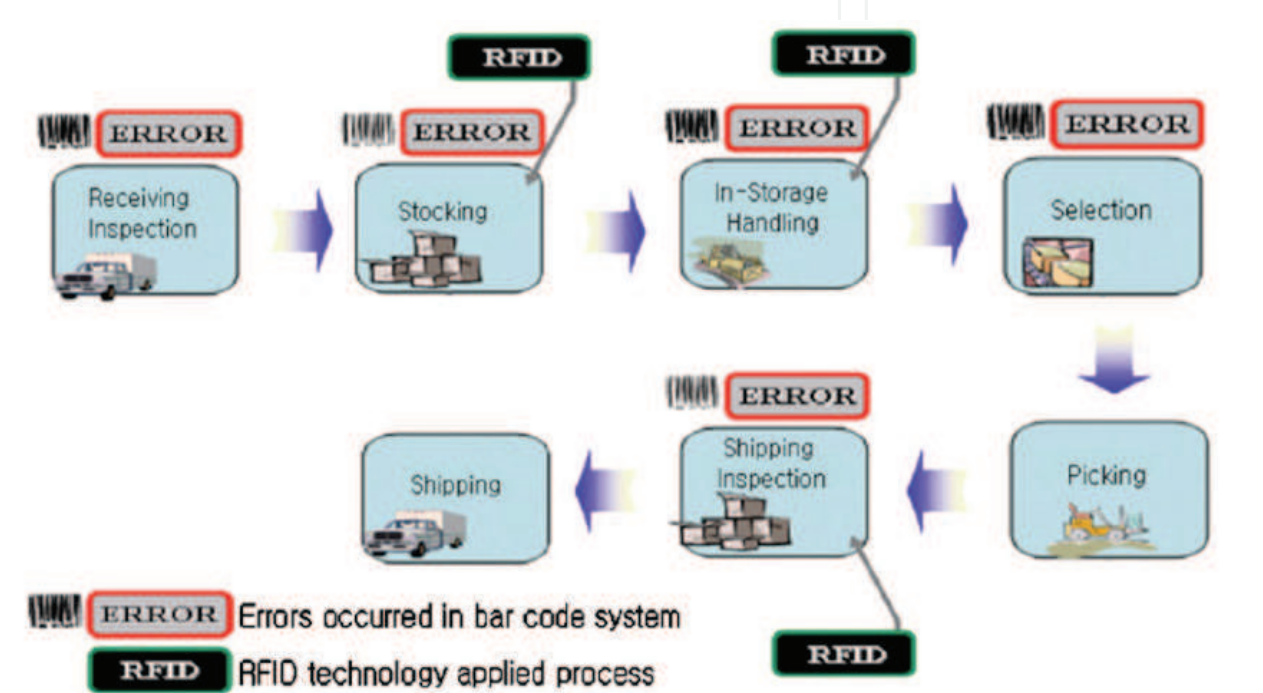 RFID
RFID
ERROR
ERROR
ERROR
ERROR
Receiving
Inspection
Stocking
In-Storage
Handling
Selection
ERROR
Shipping
Shipping
Inspection
Picking
ERROR Errors occurred in bar code system
RFID
RFID RFID technology applied process